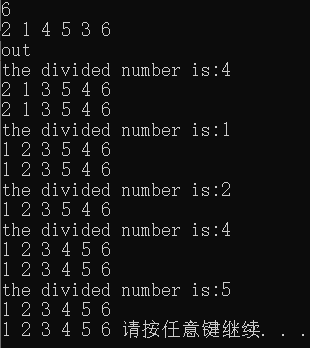 6
2 1 4 5 3 6
out
the divided number is:4
2 1 3 5 4 6
2 1 3 5 4 6
the divided number is:1
1 2 3 5 4 6
1 2 3 5 4 6
the divided number is:2
1 2 3 5 4 6
the divided number is:4
1 2 3 4 5 6
1 2 3 4 5 6
the divided number is:5
1 2 3 4 5 6
1 2 3 4 5 6 请按任意键继续. . .